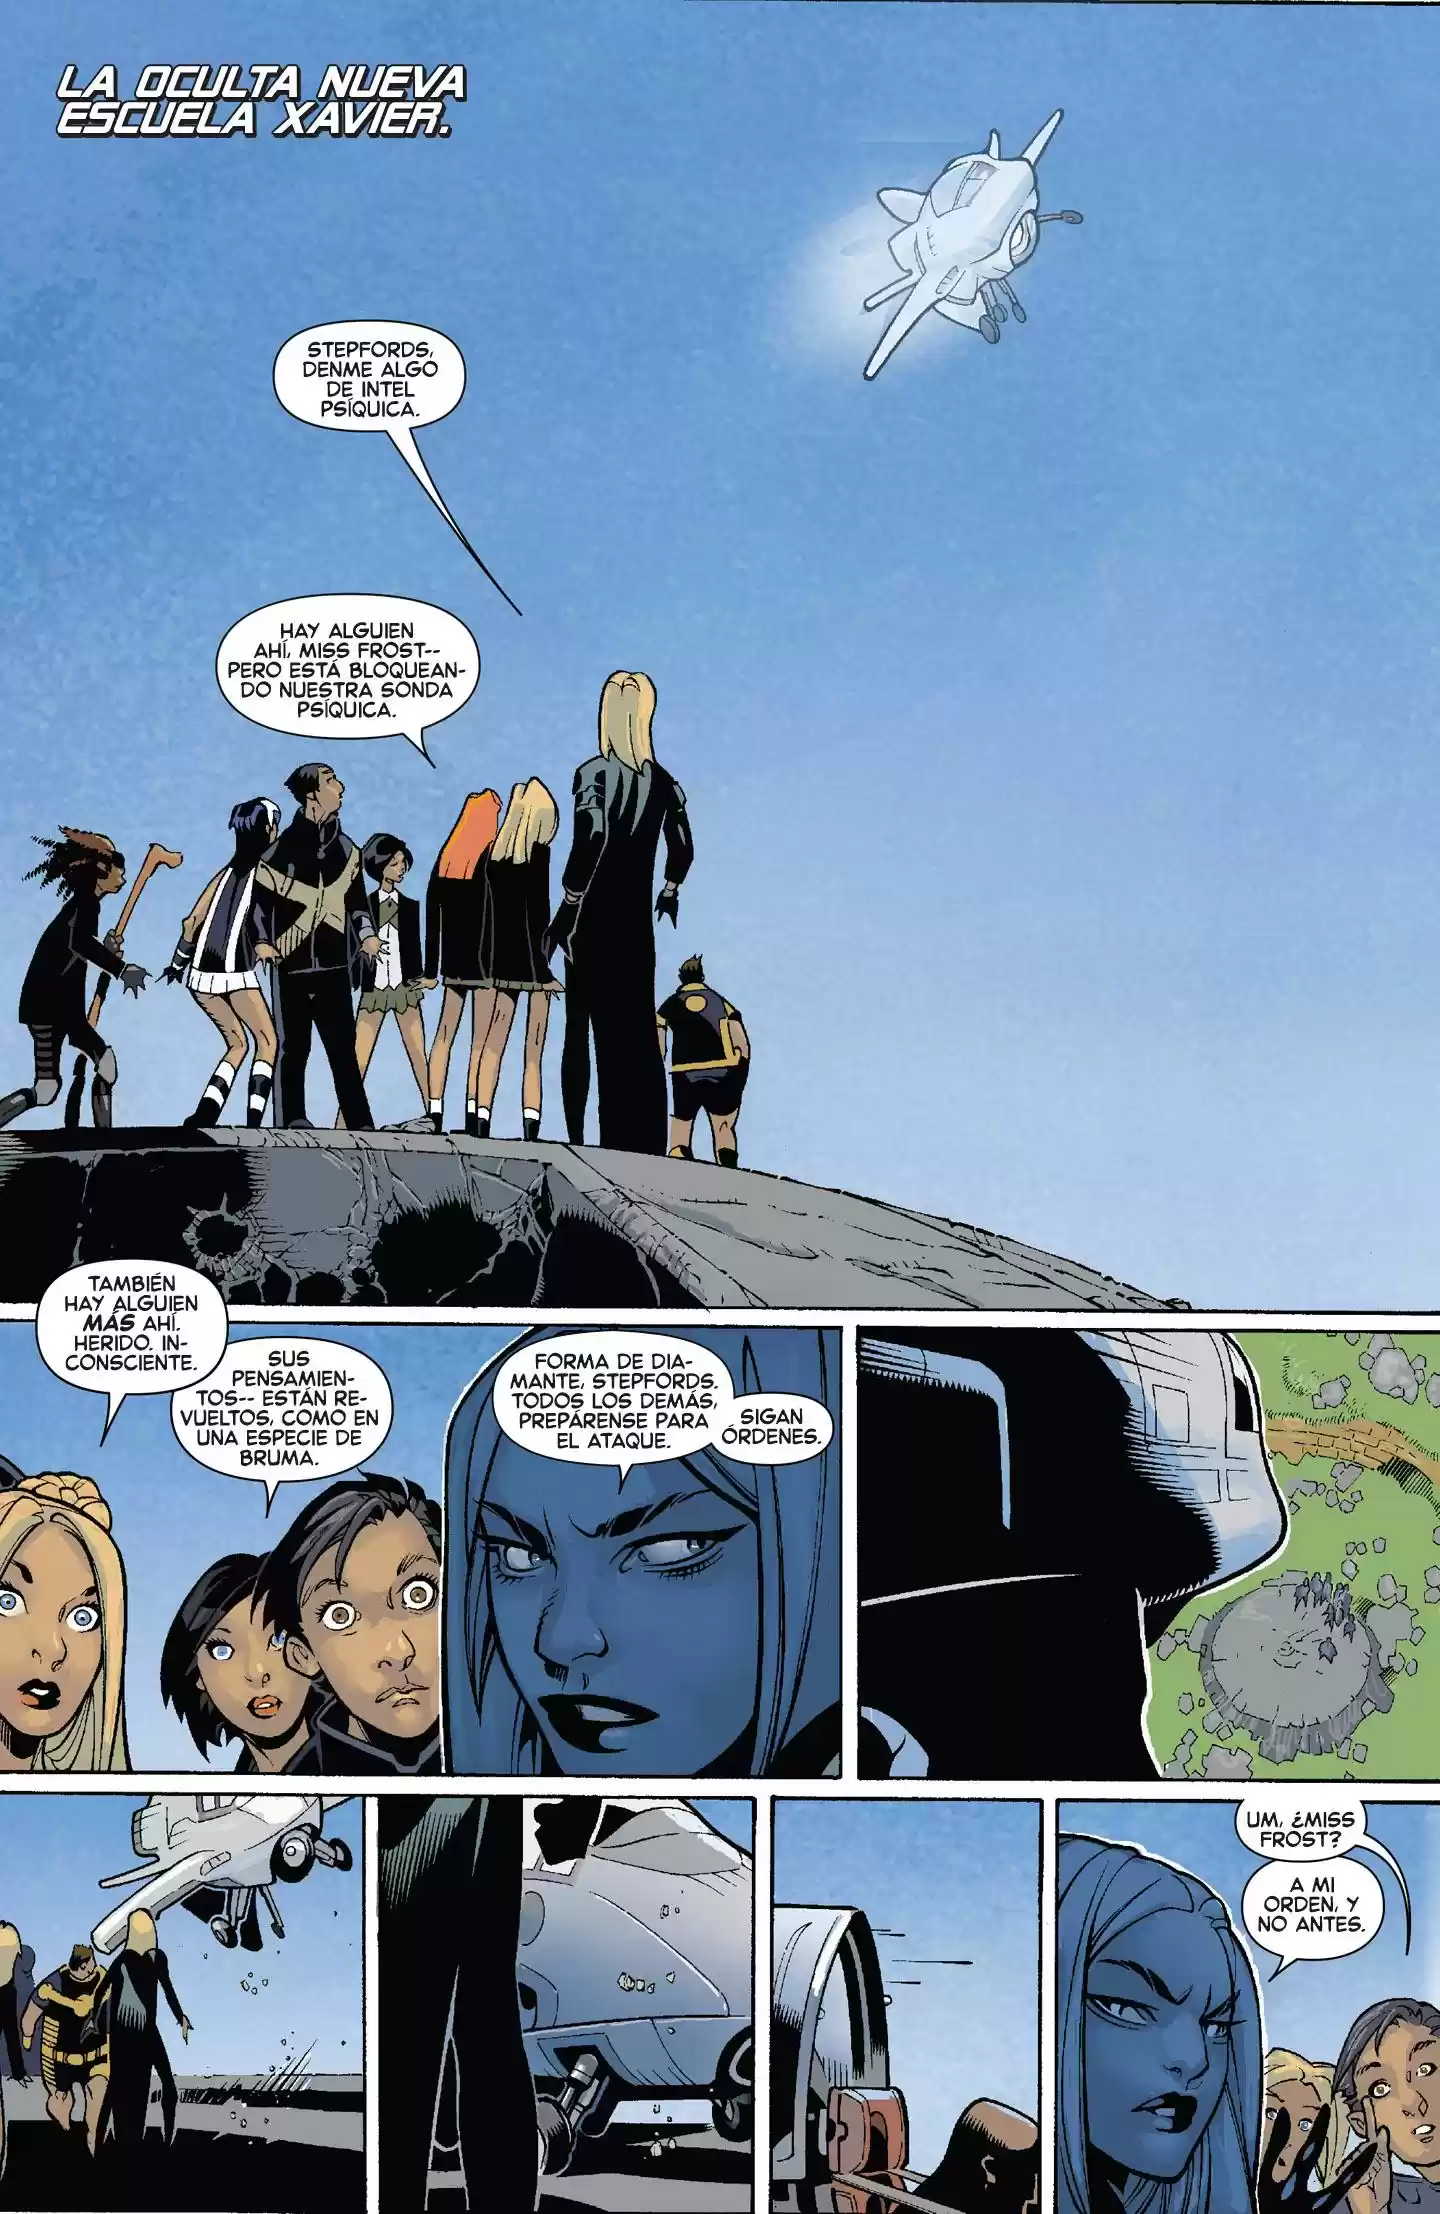 LA OCULTA NUEVA
ESCUELA XAVIER.
STEPFORDS,
DENME ALGO
DE INTEL
PSÍQUICA.
HAY ALGUIEN
AHÍ, MISS FROST--
PERO ESTÁ BLOQUEAN-
DO NUESTRA SONDA
PSÍQUICA.
TAMBIÉN
HAY ALGUIEN
MÁS AHÍ.
HERIDO. IN-
CONSCIENTE.
SUS
PENSAMIEN-
TOS-- ESTÁN RE-
VUELTOS, COMO EN
UNA ESPECIE DE
BRUMA.
FORMA DE DIA-
MANTE, STEPFORDS.
TODOS LOS DEMÁS,
PREPÁRENSE PARA
EL ATAQUE.
SIGAN
ÓRDENES.
UM, ¿MISS
FROST?
A MI
ORDEN, Y
NO ANTES.